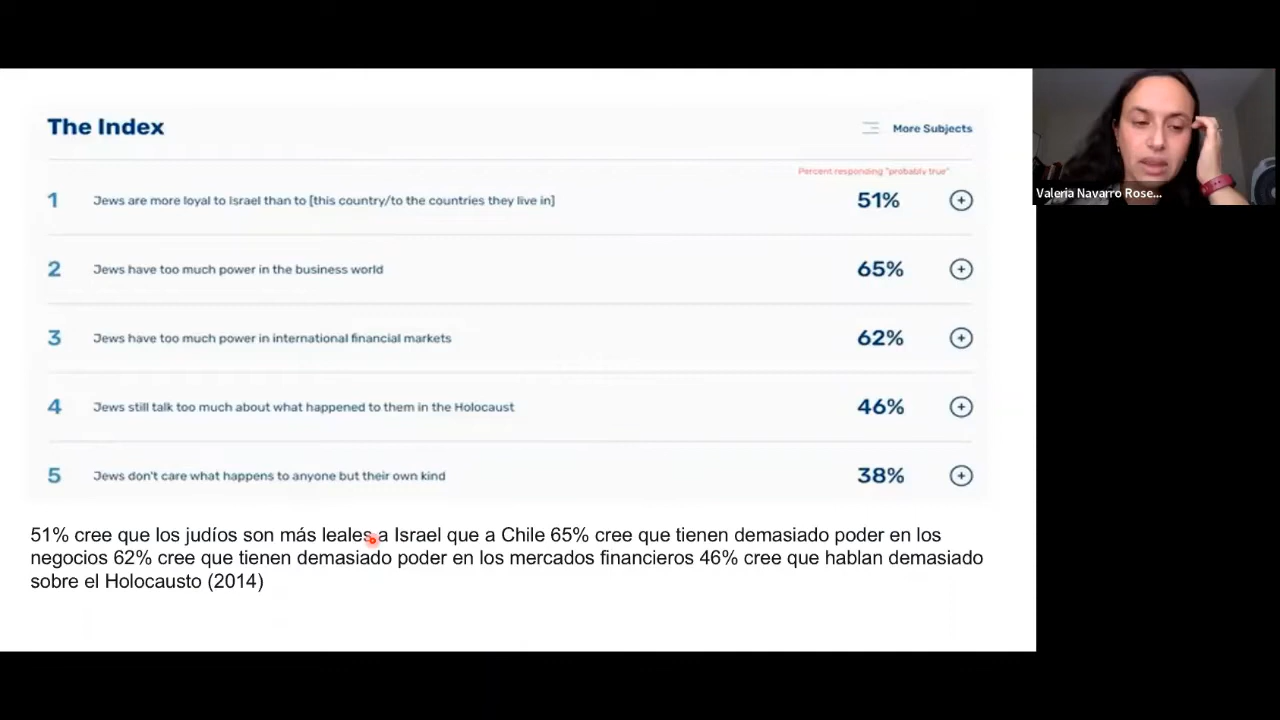 The Index
More Subjects
Percent responding "probably true"
1 Jews are more loyal to Israel than to [this country/to the countries they live in] 51%
2 Jews have too much power in the business world 65%
3 Jews have too much power in international financial markets 62%
4 Jews still talk too much about what happened to them in the Holocaust 46%
5 Jews don't care what happens to anyone but their own kind 38%
51% cree que los judíos son más leales a Israel que a Chile 65% cree que tienen demasiado poder en los
negocios 62% cree que tienen demasiado poder en los mercados financieros 46% cree que hablan demasiado
sobre el Holocausto (2014)
Valeria Navarro Rose...